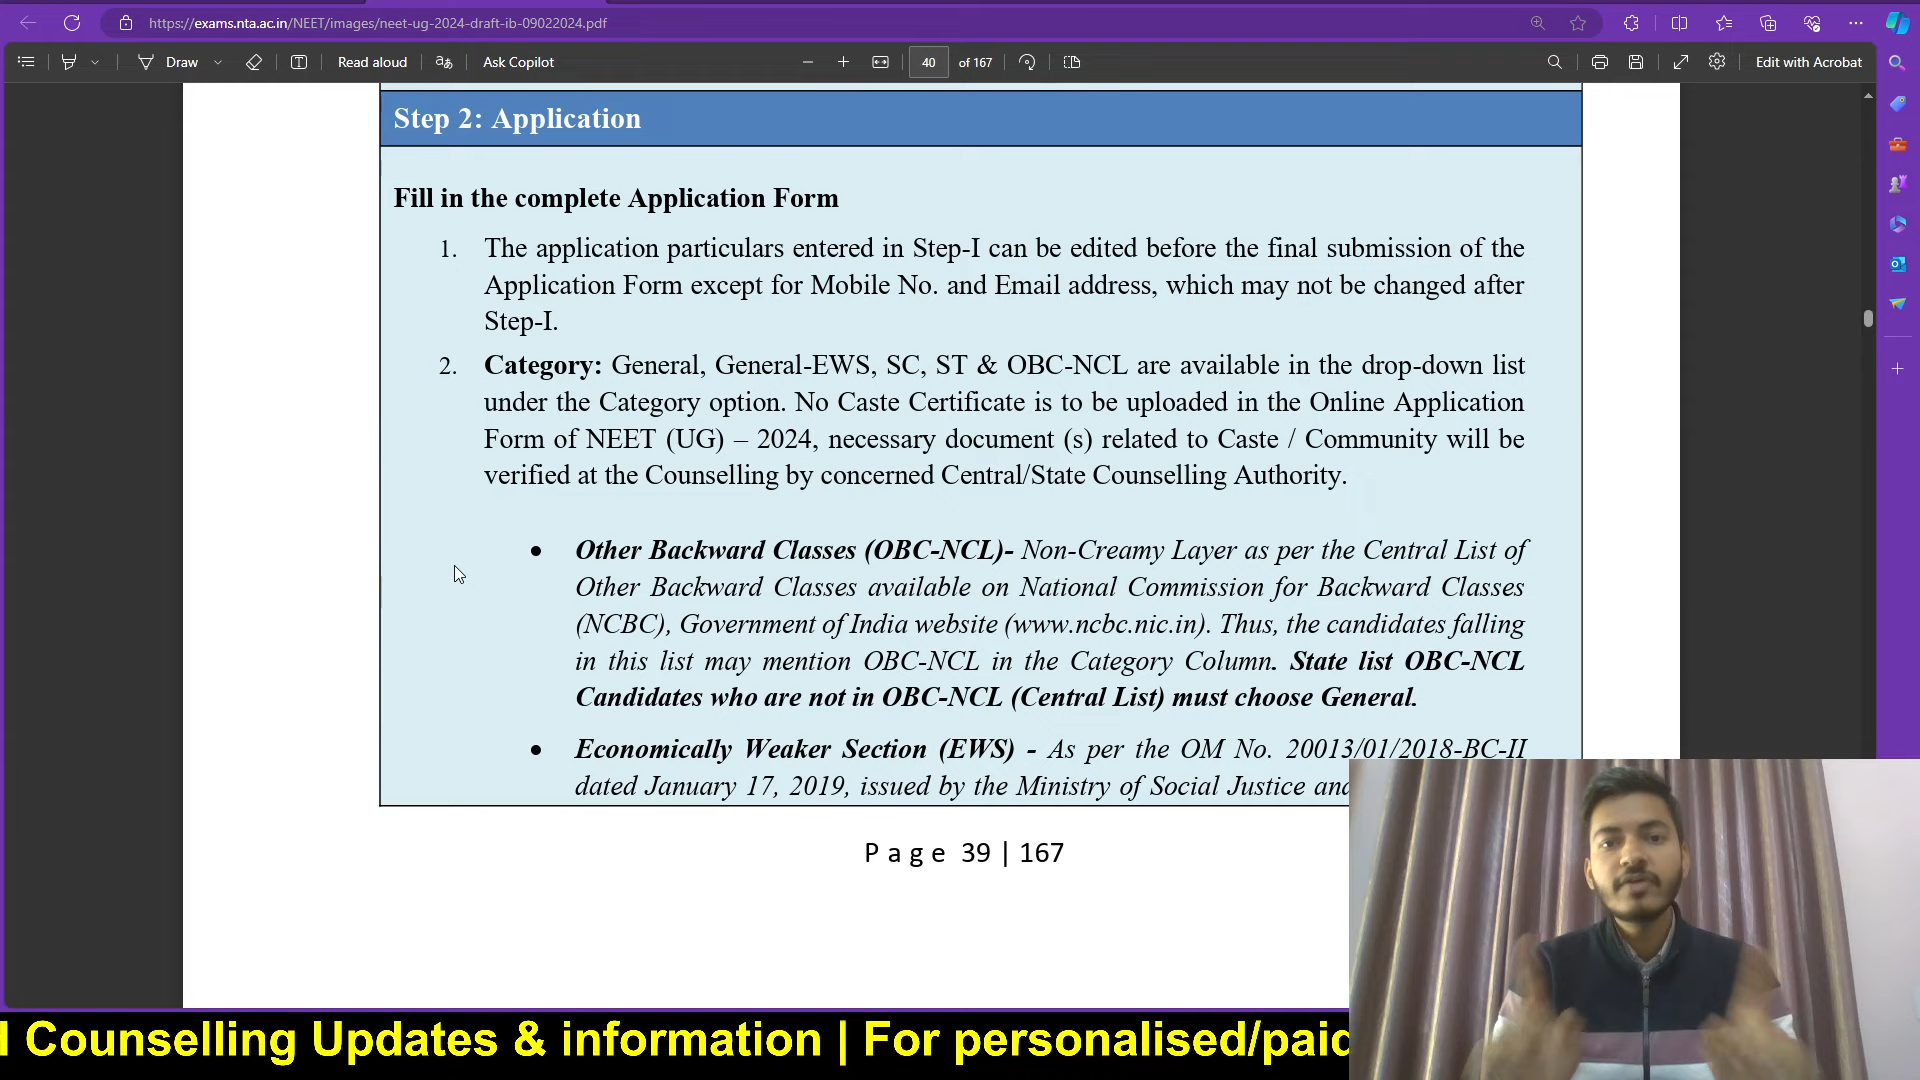 https://exams.nta.ac.in/NEET/images/neet-ug-2024-draft-ib-09022024.pdf
Draw
Read aloud
Ask Copilot
40 of 167
Edit with Acrobat
Step 2: Application
Fill in the complete Application Form
1. The application particulars entered in Step-I can be edited before the final submission of the
Application Form except for Mobile No. and Email address, which may not be changed after
Step-I.
2. Category: General, General-EWS, SC, ST & OBC-NCL are available in the drop-down list
under the Category option. No Caste Certificate is to be uploaded in the Online Application
Form of NEET (UG) – 2024, necessary document (s) related to Caste / Community will be
verified at the Counselling by concerned Central/State Counselling Authority.
• Other Backward Classes (OBC-NCL)- Non-Creamy Layer as per the Central List of
Other Backward Classes available on National Commission for Backward Classes
(NCBC), Government of India website (www.ncbc.nic.in). Thus, the candidates falling
in this list may mention OBC-NCL in the Category Column. State list OBC-NCL
Candidates who are not in OBC-NCL (Central List) must choose General.
• Economically Weaker Section (EWS) - As per the OM No. 20013/01/2018-BC-II
dated January 17, 2019, issued by the Ministry of Social Justice and
Page 39 | 167
Counselling Updates & information | For personalised/paid